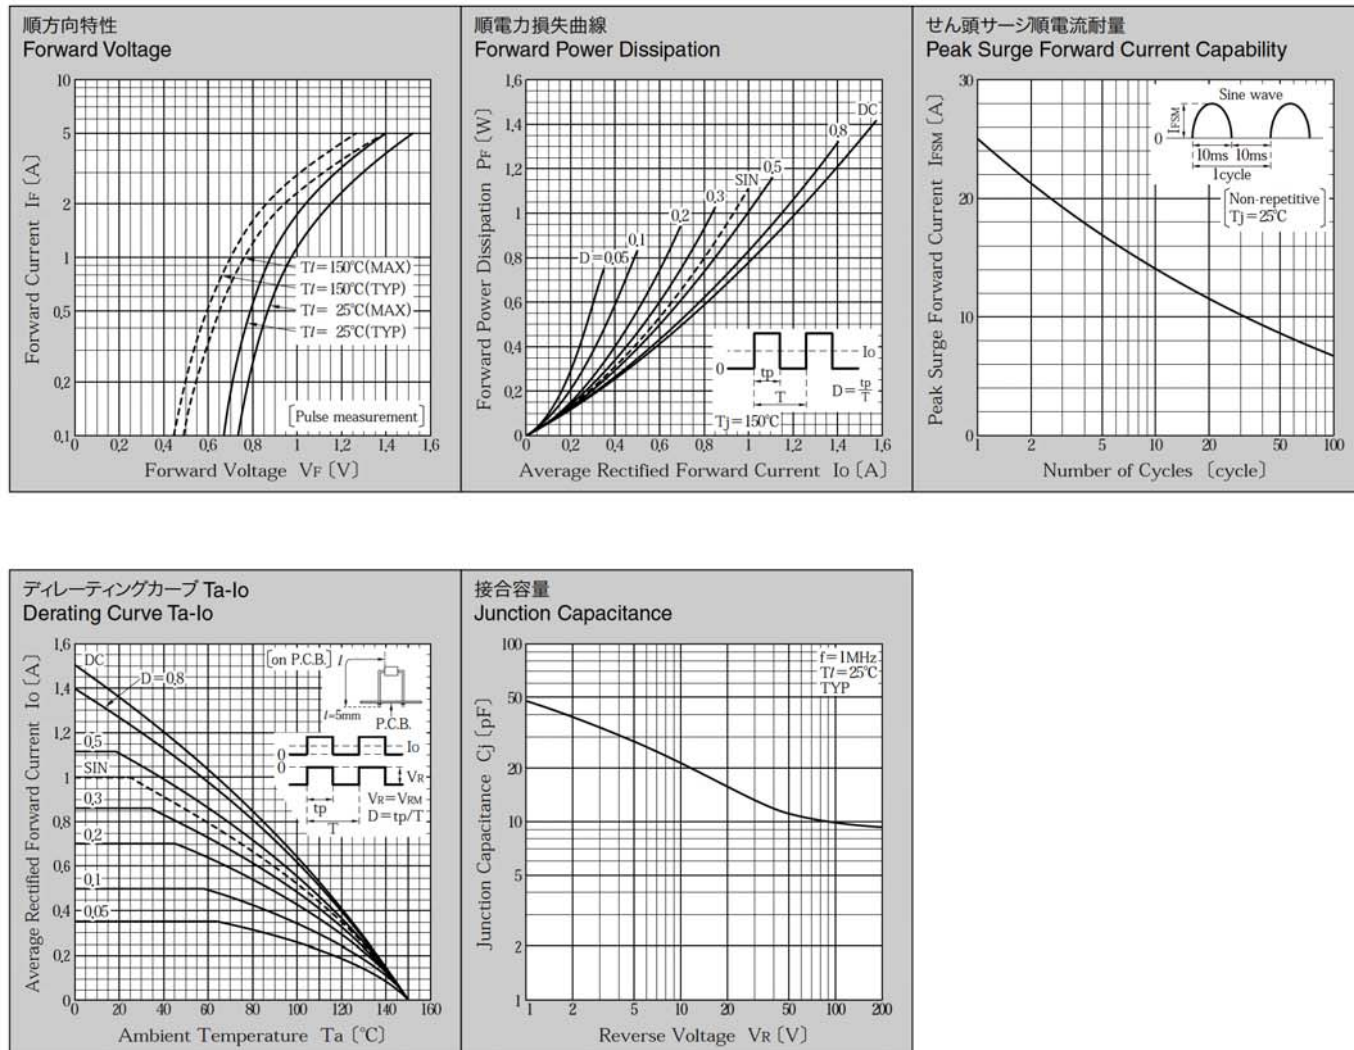 順方向特性
Forward Voltage
10
5
2
1
0,5
0,2
0,1
Forward Current IF〔A〕
Tl=150℃(MAX)
Tl=150℃(TYP)
Tl= 25℃(MAX)
Tl= 25℃(TYP)
[Pulse measurement]
0 0,2 0,4 0,6 0,8 1 1,2 1,4 1,6
Forward Voltage VF〔V〕
順電力損失曲線
Forward Power Dissipation
1,6
1,4
1,2
1
0,8
0,6
0,4
0,2
0
Forward Power Dissipation PF〔W〕
DC
0,8
0,5
SIN
0,3
0,2
0,1
D=0,05
0
Io
tp
T
D=tp/T
Tj=150℃
0 0,2 0,4 0,6 0,8 1 1,2 1,4 1,6
Average Rectified Forward Current Io〔A〕
せん頭サージ順電流耐量
Peak Surge Forward Current Capability
30
20
10
0
Peak Surge Forward Current IFSM〔A〕
Sine wave
IFSM
0
10ms 10ms
1cycle
[Non-repetitive
Tj=25℃]
1 2 5 10 20 50 100
Number of Cycles〔cycle〕
ディレーティングカーブ Ta-Io
Derating Curve Ta-Io
1,6
1,4
1,2
1
0,8
0,6
0,4
0,2
0
Average Rectified Forward Current Io〔A〕
DC
D=0,8
0,5
SIN
0,3
0,2
0,1
0,05
[on P.C.B.]
l
l=5mm
P.C.B.
0
Io
0
VR
tp
T
VR=VRM
D=tp/T
0 20 40 60 80 100 120 140 160
Ambient Temperature Ta〔℃〕
接合容量
Junction Capacitance
100
50
20
10
5
2
1
Junction Capacitance Cj〔pF〕
f=1MHz
Tl=25℃
TYP
1 2 5 10 20 50 100 200
Reverse Voltage VR〔V〕